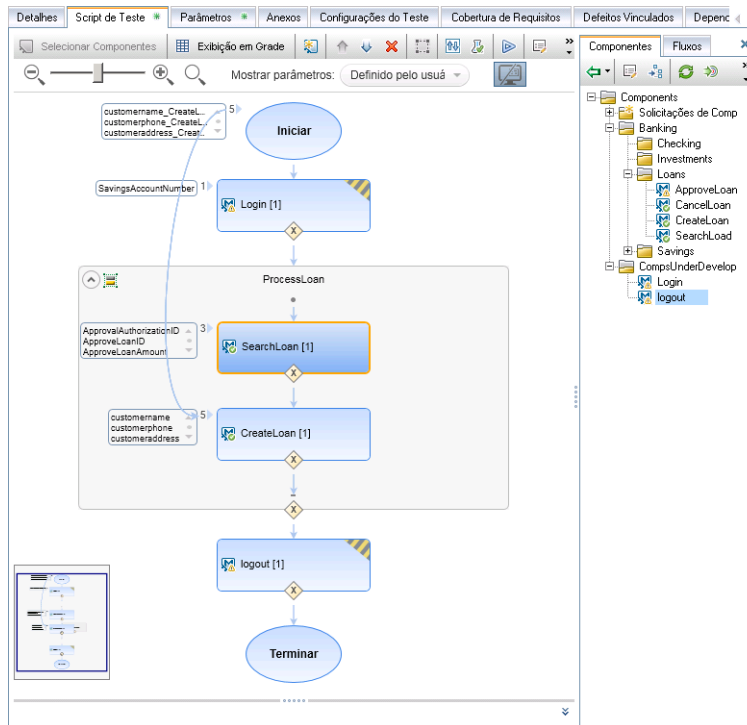 Detalhes
Script de Teste *
Parâmetros *
Anexos
Configurações do Teste
Cobertura de Requisitos
Defeitos Vinculados
Depenc
Selecionar Componentes
Exibição em Grade
»
Mostrar parâmetros:
Definido pelo usuá
customername_CreateL..
customerphone_CreateL..
customeraddress_Creat..
5
Iniciar
SavingsAccountNumber
1
Login [1]
X
ProcessLoan
ApprovalAuthorizationID
ApproveLoanID
ApproveLoanAmount
3
SearchLoan [1]
X
customername
customerphone
customeraddress
5
CreateLoan [1]
X
X
logout [1]
X
Terminar
Componentes
Fluxos
Components
Solicitações de Comp
Banking
Checking
Investments
Loans
ApproveLoan
CancelLoan
CreateLoan
SearchLoad
Savings
CompsUnderDevelop
Login
logout